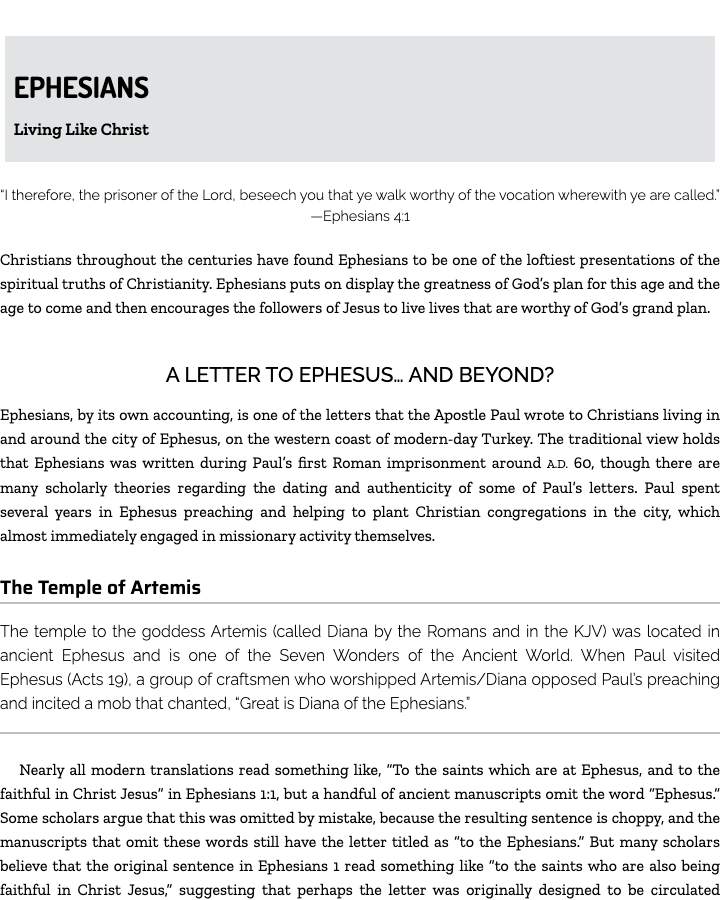 EPHESIANS
Living Like Christ
“I therefore, the prisoner of the Lord, beseech you that ye walk worthy of the vocation wherewith ye are called.”
—Ephesians 4:1
Christians throughout the centuries have found Ephesians to be one of the loftiest presentations of the
spiritual truths of Christianity. Ephesians puts on display the greatness of God’s plan for this age and the
age to come and then encourages the followers of Jesus to live lives that are worthy of God’s grand plan.
A LETTER TO EPHESUS… AND BEYOND?
Ephesians, by its own accounting, is one of the letters that the Apostle Paul wrote to Christians living in
and around the city of Ephesus, on the western coast of modern-day Turkey. The traditional view holds
that Ephesians was written during Paul’s first Roman imprisonment around A.D. 60, though there are
many scholarly theories regarding the dating and authenticity of some of Paul’s letters. Paul spent
several years in Ephesus preaching and helping to plant Christian congregations in the city, which
almost immediately engaged in missionary activity themselves.
The Temple of Artemis
The temple to the goddess Artemis (called Diana by the Romans and in the KJV) was located in
ancient Ephesus and is one of the Seven Wonders of the Ancient World. When Paul visited
Ephesus (Acts 19), a group of craftsmen who worshipped Artemis/Diana opposed Paul’s preaching
and incited a mob that chanted, “Great is Diana of the Ephesians.”
Nearly all modern translations read something like, “To the saints which are at Ephesus, and to the
faithful in Christ Jesus” in Ephesians 1:1, but a handful of ancient manuscripts omit the word “Ephesus.”
Some scholars argue that this was omitted by mistake, because the resulting sentence is choppy, and the
manuscripts that omit these words still have the letter titled as “to the Ephesians.” But many scholars
believe that the original sentence in Ephesians 1 read something like “to the saints who are also being
faithful in Christ Jesus,” suggesting that perhaps the letter was originally designed to be circulated